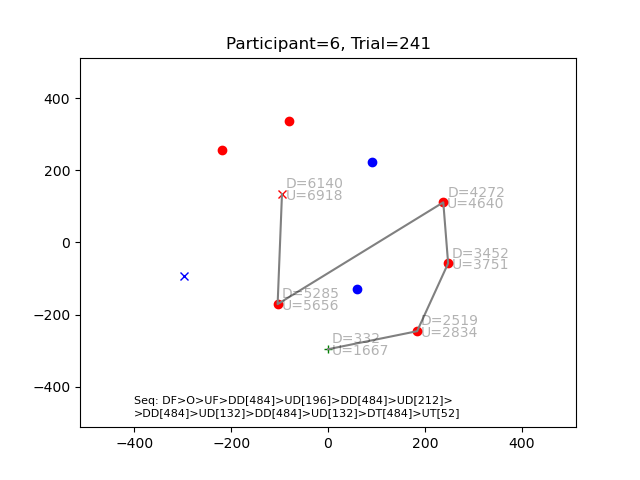 Participant=6, Trial=241
400
200
0
−200
−400
D=6140
U=6918
D=4272
U=4640
D=3452
U=3751
D=5285
U=5656
D=2519
U=2834
D=332
U=1667
Seq: DF>O>UF>DD[484]>UD[196]>DD[484]>UD[212]>
>DD[484]>UD[132]>DD[484]>UD[132]>DT[484]>UT[52]
−400 −200 0 200 400